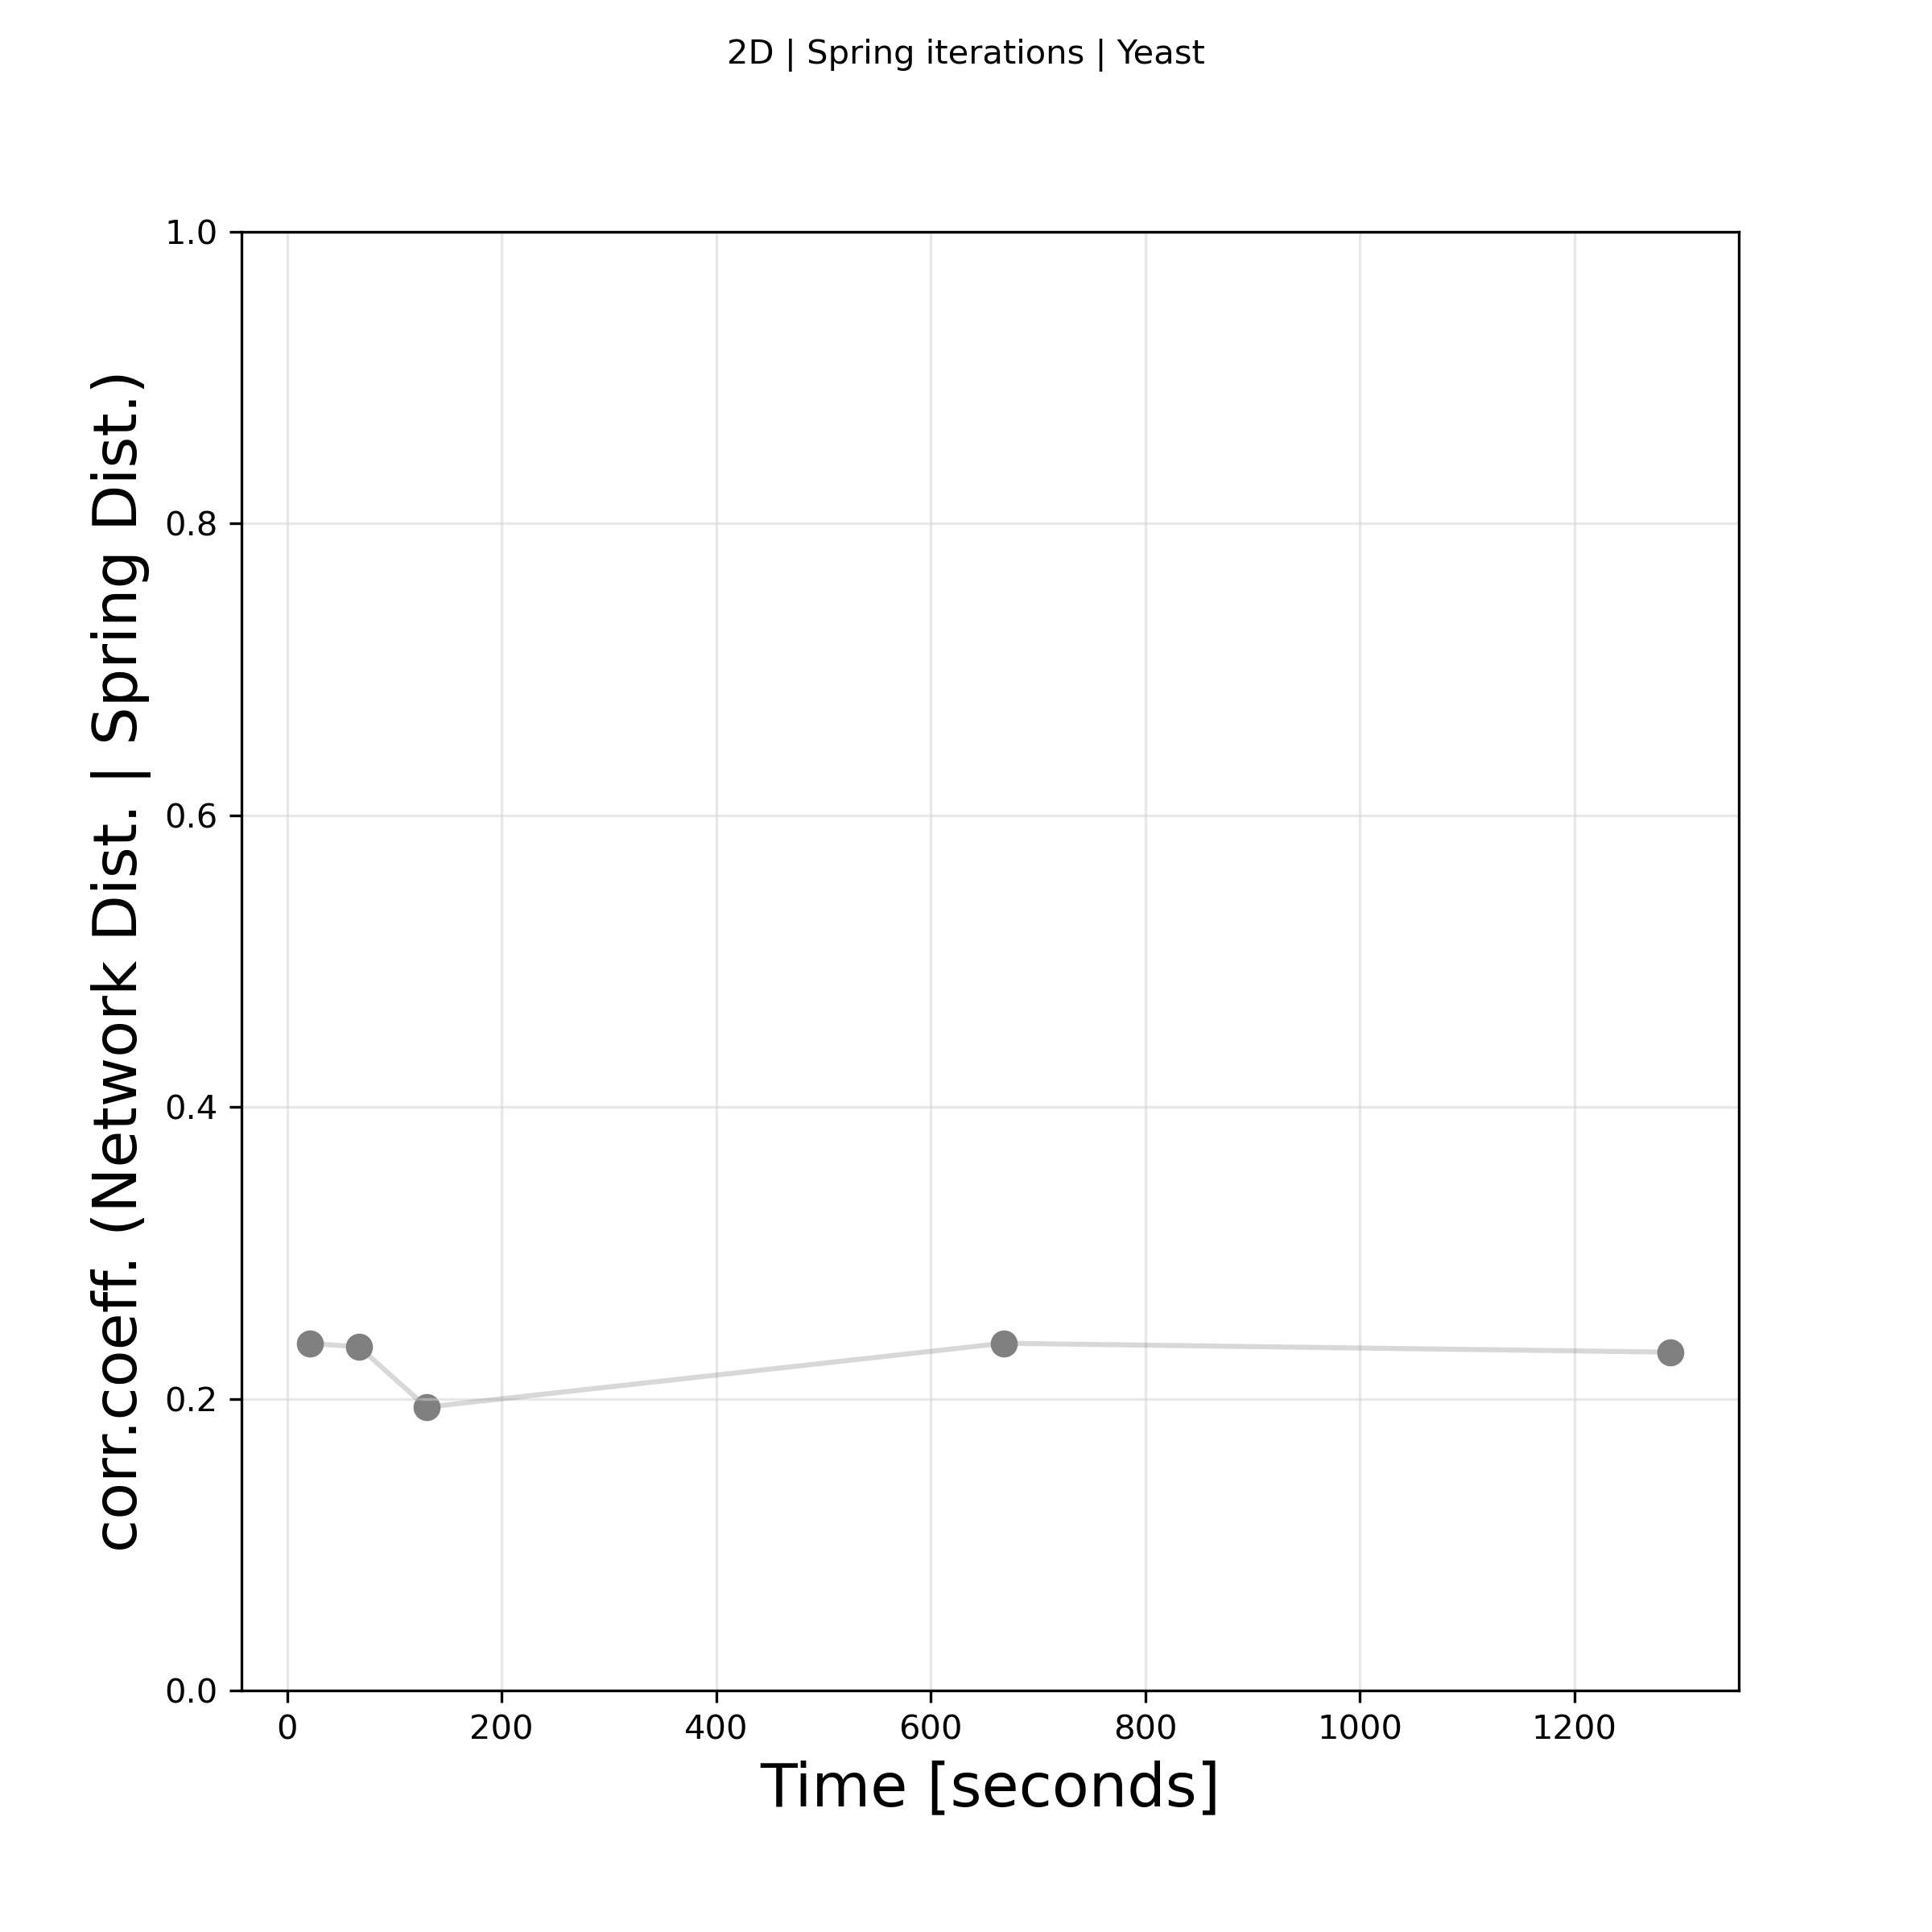 2D | Spring iterations | Yeast
corr.coeff. (Network Dist. | Spring Dist.)
1.0
0.8
0.6
0.4
0.2
0.0
0 200 400 600 800 1000 1200
Time [seconds]